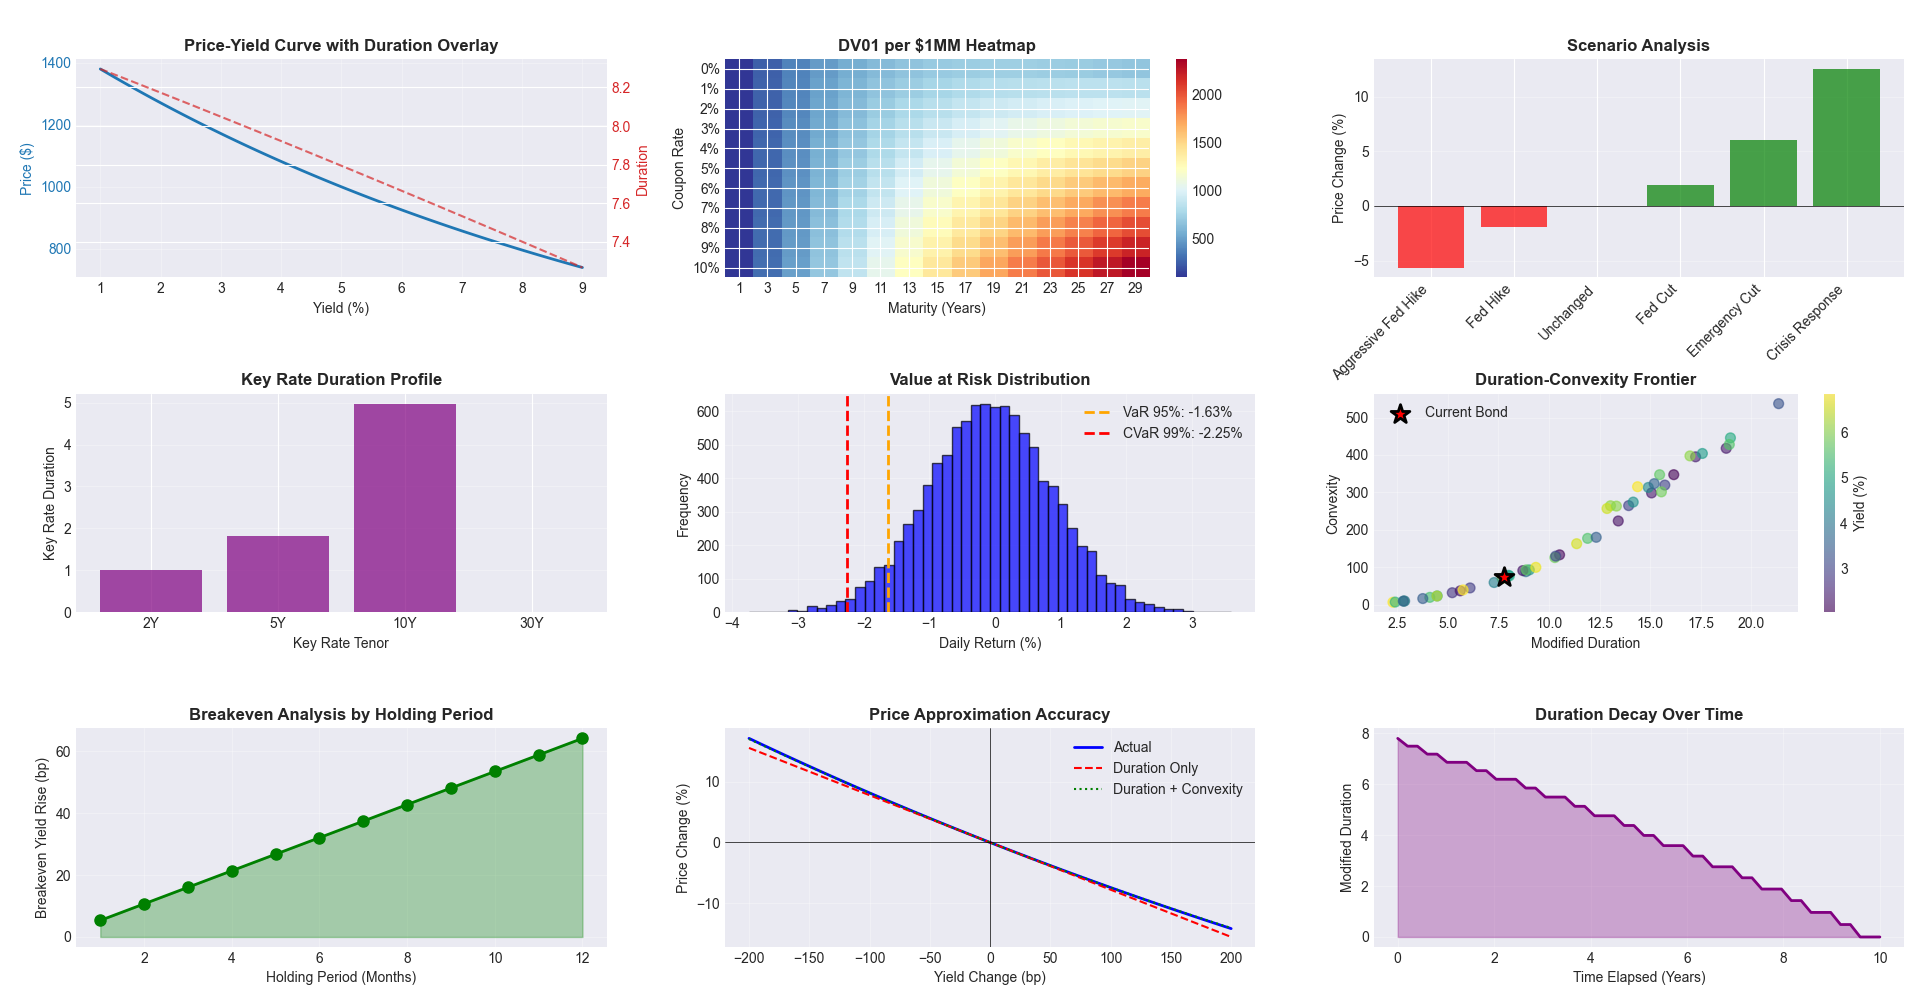 Price-Yield Curve with Duration Overlay
1400
1200
1000
800
Price ($)
8.2
8.0
7.8
7.6
7.4
Duration
1 2 3 4 5 6 7 8 9
Yield (%)
DV01 per $1MM Heatmap
0%
1%
2%
3%
4%
5%
6%
7%
8%
9%
10%
Coupon Rate
1 3 5 7 9 11 13 15 17 19 21 23 25 27 29
Maturity (Years)
2000
1500
1000
500
Scenario Analysis
10
5
0
−5
Price Change (%)
Aggressive Fed Hike
Fed Hike
Unchanged
Fed Cut
Emergency Cut
Crisis Response
Key Rate Duration Profile
5
4
3
2
1
0
Key Rate Duration
2Y 5Y 10Y 30Y
Key Rate Tenor
Value at Risk Distribution
600
500
400
300
200
100
0
Frequency
VaR 95%: -1.63%
CVaR 99%: -2.25%
−4 −3 −2 −1 0 1 2 3
Daily Return (%)
Duration-Convexity Frontier
500
400
300
200
100
0
Convexity
Current Bond
2.5 5.0 7.5 10.0 12.5 15.0 17.5 20.0
Modified Duration
6
5
4
3
Yield (%)
Breakeven Analysis by Holding Period
60
40
20
0
Breakeven Yield Rise (bp)
2 4 6 8 10 12
Holding Period (Months)
Price Approximation Accuracy
10
0
−10
Price Change (%)
Actual
Duration Only
Duration + Convexity
−200 −150 −100 −50 0 50 100 150 200
Yield Change (bp)
Duration Decay Over Time
8
6
4
2
0
Modified Duration
0 2 4 6 8 10
Time Elapsed (Years)